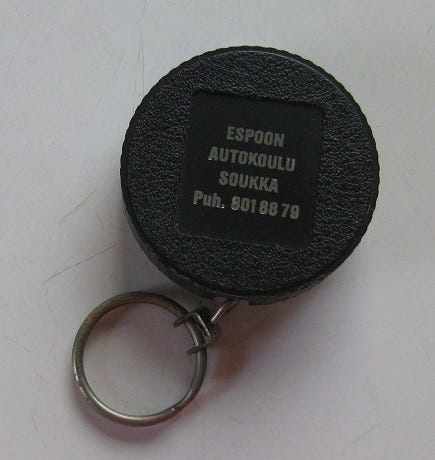 ESPOON
AUTOKOULU
SOUKKA
Puh. 801 88 79